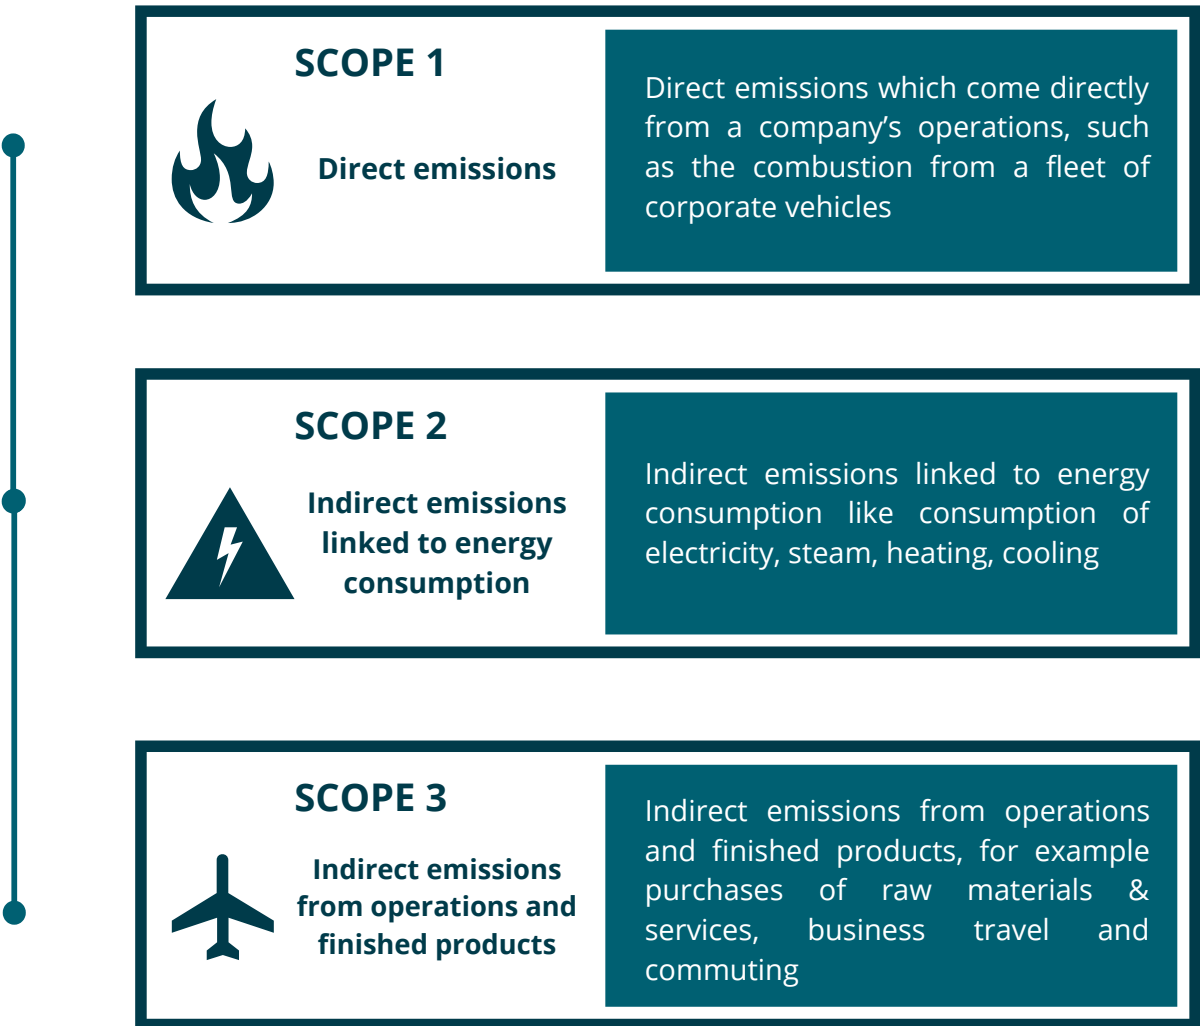 SCOPE 1
Direct emissions
Direct emissions which come directly
from a company’s operations, such
as the combustion from a fleet of
corporate vehicles
SCOPE 2
Indirect emissions
linked to energy
consumption
Indirect emissions linked to energy
consumption like consumption of
electricity, steam, heating, cooling
SCOPE 3
Indirect emissions
from operations and
finished products
Indirect emissions from operations
and finished products, for example
purchases of raw materials &
services, business travel and
commuting